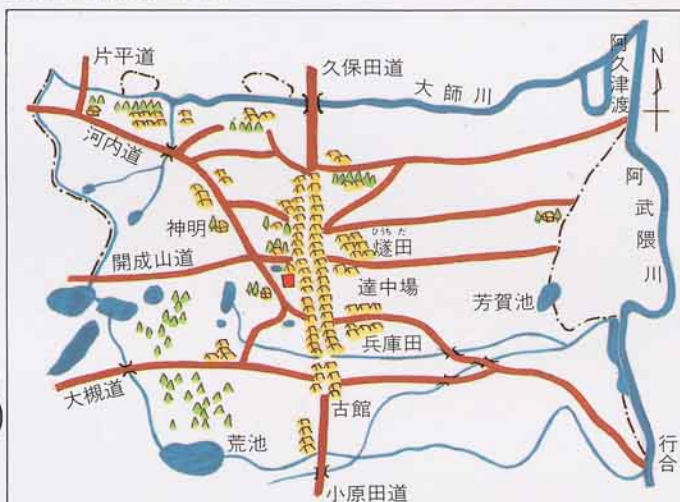 片平道
久保田道
大師川
阿久津渡
N
河内道
阿武隈川
神明
ひうちだ
燧田
開成山道
達中場
芳賀池
兵庫田
大槻道
古館
荒池
行合
小原田道